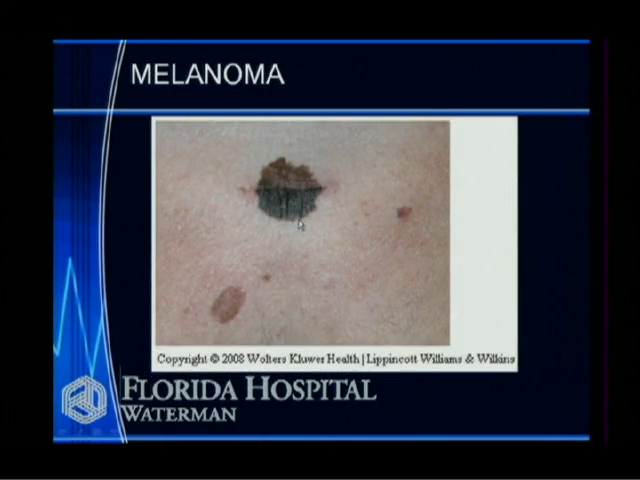 MELANOMA
Copyright © 2008 Wolters Kluwer Health | Lippincott Williams & Wilkins
FLORIDA HOSPITAL
WATERMAN